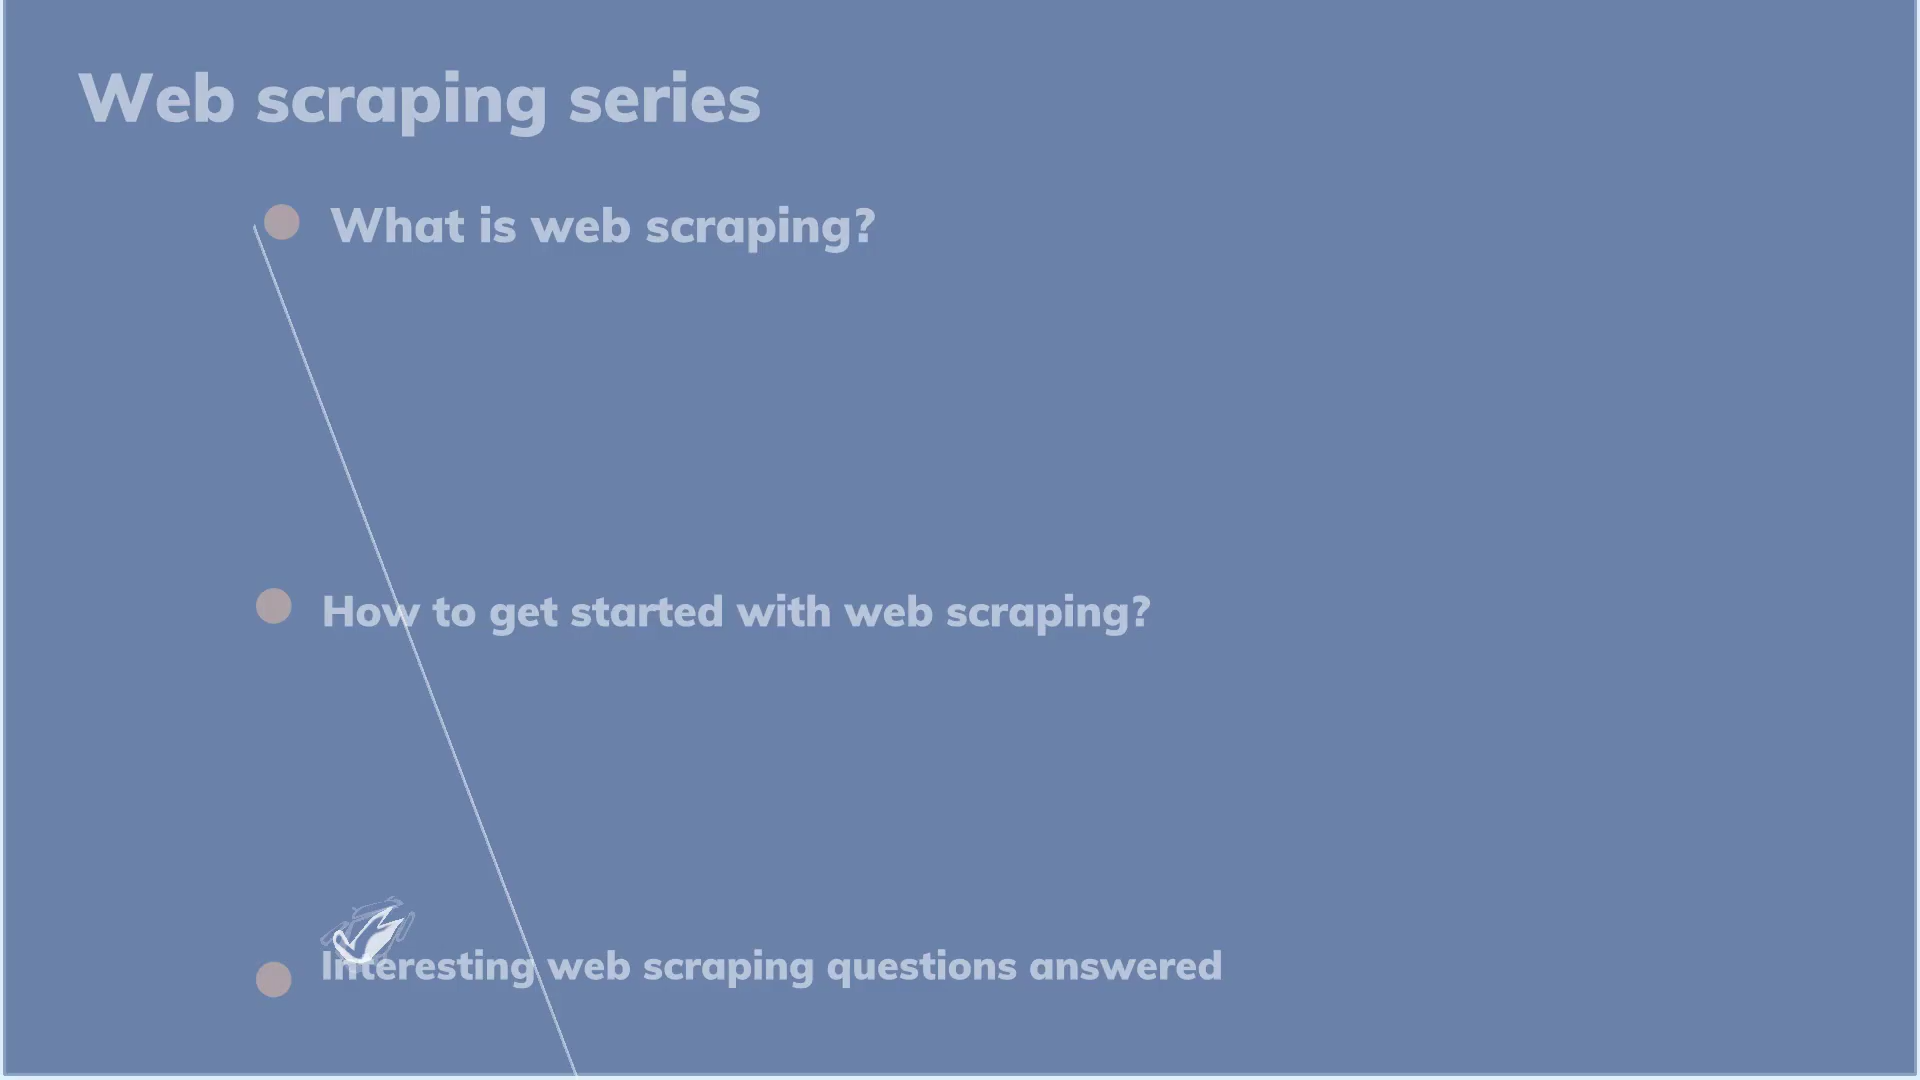 Web scraping series
What is web scraping?
How to get started with web scraping?
Interesting web scraping questions answered